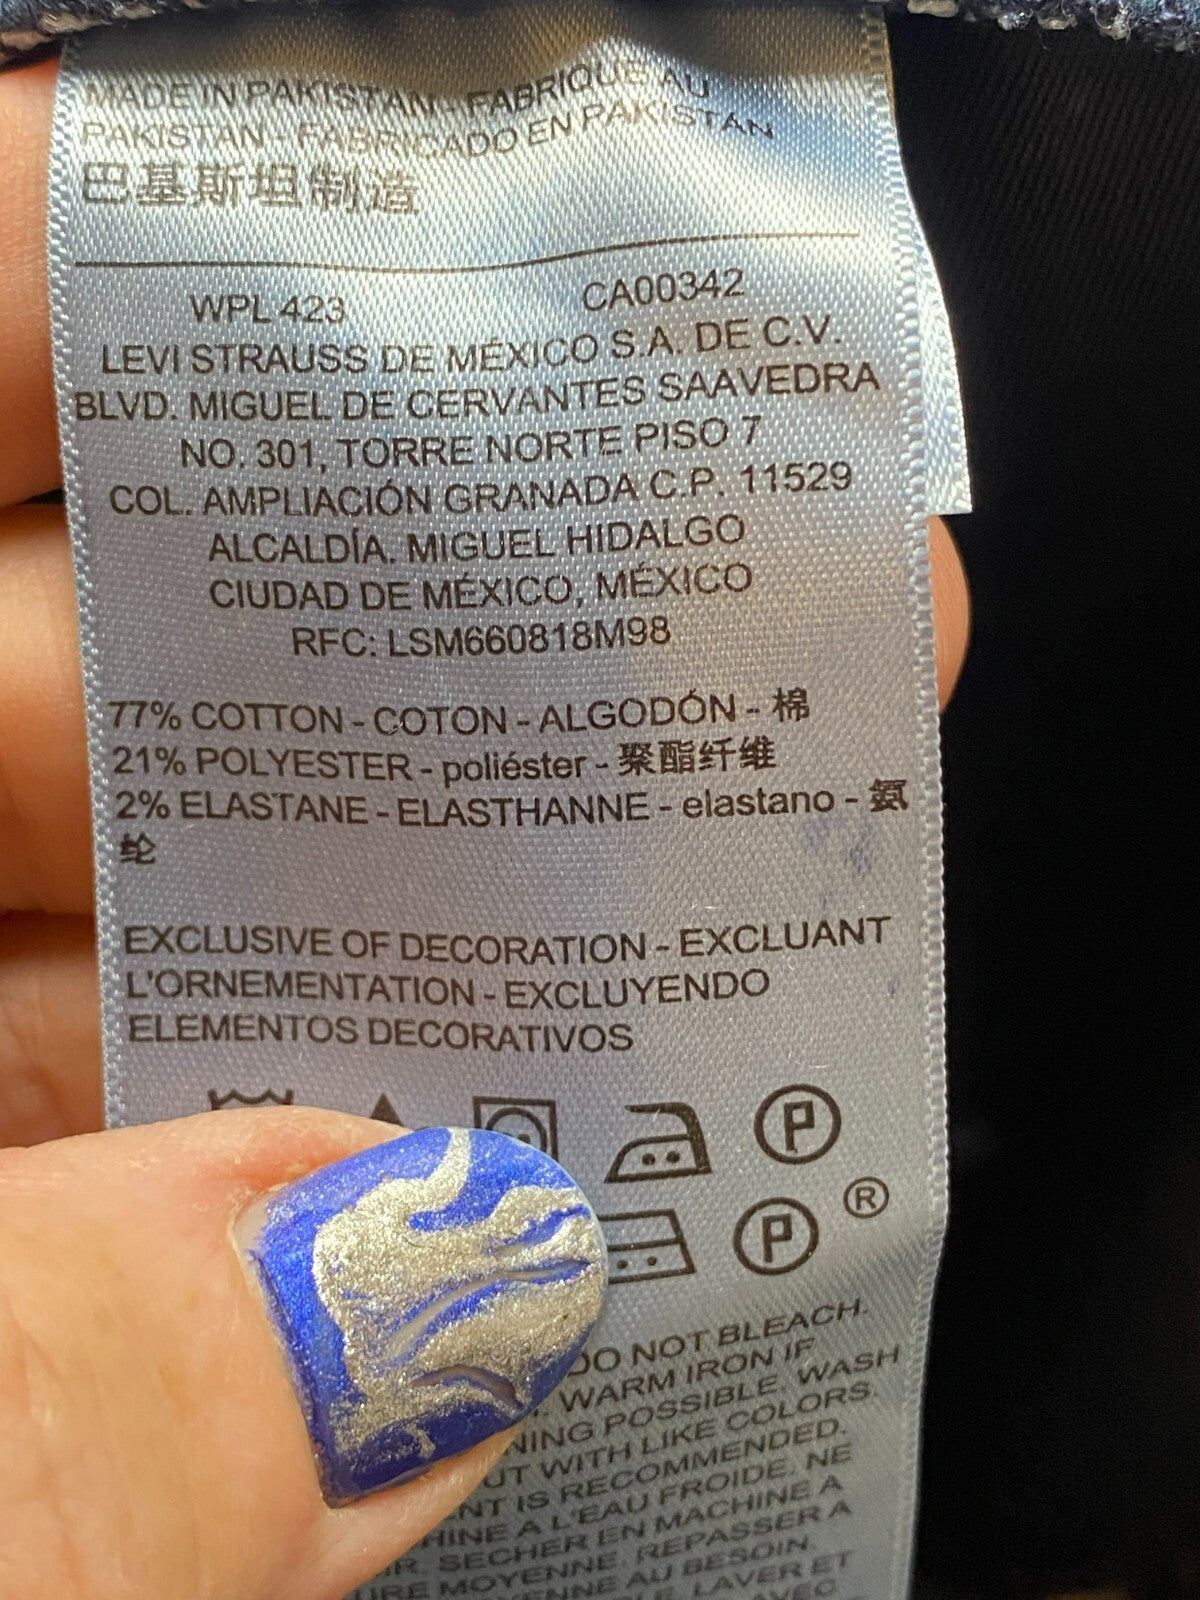 MADE IN PAKISTAN - FABRIQUÉ AU
PAKISTAN - FABRICADO EN PAKISTÁN
巴基斯坦制造
WPL 423 CA00342
LEVI STRAUSS DE MÉXICO S.A. DE C.V.
BLVD. MIGUEL DE CERVANTES SAAVEDRA
NO. 301, TORRE NORTE PISO 7
COL. AMPLIACIÓN GRANADA C.P. 11529
ALCALDÍA. MIGUEL HIDALGO
CIUDAD DE MÉXICO, MÉXICO
RFC: LSM660818M98
77% COTTON - COTON - ALGODÓN - 棉
21% POLYESTER - poliéster - 聚酯纤维
2% ELASTANE - ELASTHANNE - elastano - 氨
纶
EXCLUSIVE OF DECORATION - EXCLUANT
L'ORNEMENTATION - EXCLUYENDO
ELEMENTOS DECORATIVOS
P
P ®
DO NOT BLEACH.
WARM IRON IF
POSSIBLE. WASH
WITH LIKE COLORS.
IS RECOMMENDED.
A L'EAU FROIDE. NE
SECHER EN MACHINE A
MOYENNE. REPASSER A
AU BESOIN.
LAVER ET
AVEC